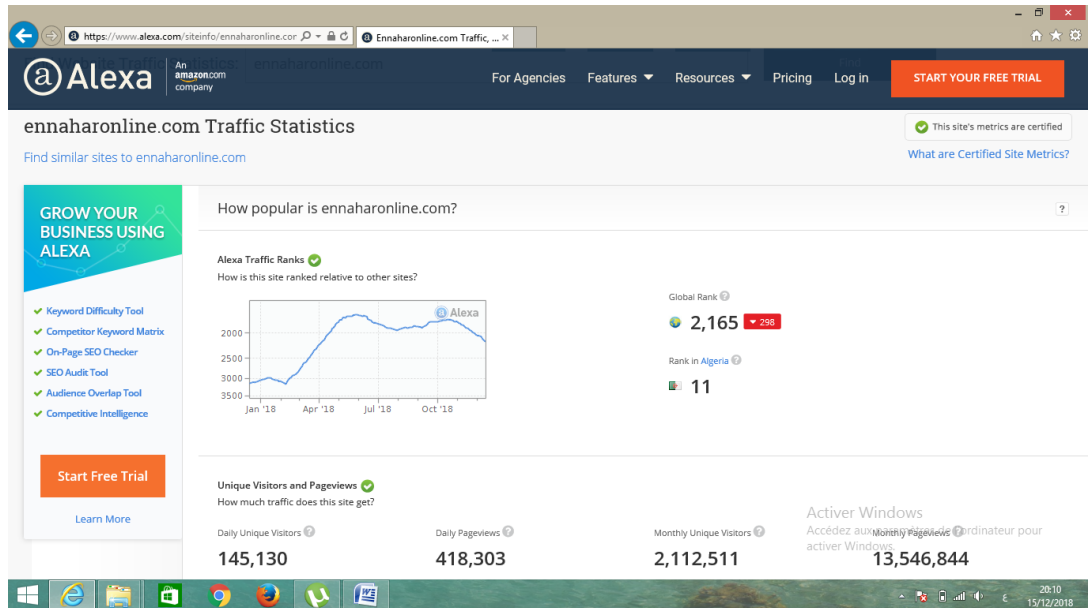 https://www.alexa.com/siteinfo/ennaharonline.cor
Ennaharonline.com Traffic, ...
Alexa
An
amazon.com
company
For Agencies
Features
Resources
Pricing
Log in
START YOUR FREE TRIAL
ennaharonline.com Traffic Statistics
This site's metrics are certified
Find similar sites to ennaharonline.com
What are Certified Site Metrics?
GROW YOUR
BUSINESS USING
ALEXA
Keyword Difficulty Tool
Competitor Keyword Matrix
On-Page SEO Checker
SEO Audit Tool
Audience Overlap Tool
Competitive Intelligence
Start Free Trial
Learn More
How popular is ennaharonline.com?
?
Alexa Traffic Ranks
How is this site ranked relative to other sites?
Alexa
2000
2500
3000
3500
Jan '18
Apr '18
Jul '18
Oct '18
Global Rank
2,165
298
Rank in Algeria
11
Unique Visitors and Pageviews
How much traffic does this site get?
Daily Unique Visitors
145,130
Daily Pageviews
418,303
Monthly Unique Visitors
2,112,511
Monthly Pageviews
13,546,844
Activer Windows
Accédez aux paramètres de l'ordinateur pour
activer Windows.
ع
20:10
15/12/2018